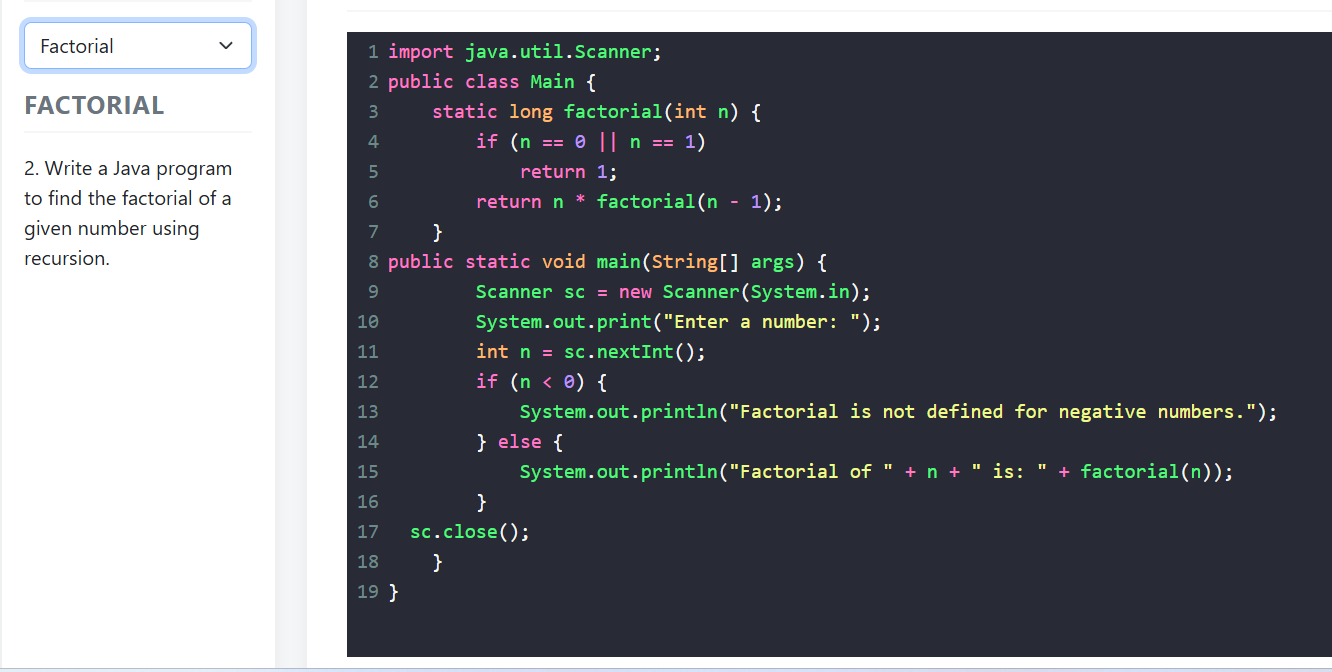 Factorial
FACTORIAL
2. Write a Java program
to find the factorial of a
given number using
recursion.
1 import java.util.Scanner;
2 public class Main {
3     static long factorial(int n) {
4         if (n == 0 || n == 1)
5             return 1;
6         return n * factorial(n - 1);
7     }
8 public static void main(String[] args) {
9         Scanner sc = new Scanner(System.in);
10         System.out.print("Enter a number: ");
11         int n = sc.nextInt();
12         if (n < 0) {
13             System.out.println("Factorial is not defined for negative numbers.");
14         } else {
15             System.out.println("Factorial of " + n + " is: " + factorial(n));
16         }
17   sc.close();
18     }
19 }